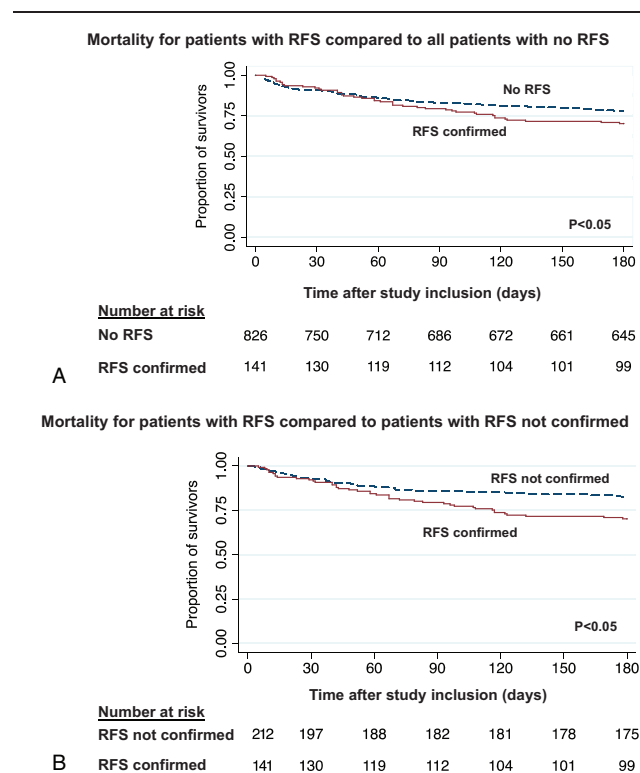 Mortality for patients with RFS compared to all patients with no RFS
Proportion of survivors
1.00
0.75
0.50
0.25
0.00
No RFS
RFS confirmed
P<0.05
0 30 60 90 120 150 180
Time after study inclusion (days)
Number at risk
No RFS 826 750 712 686 672 661 645
RFS confirmed 141 130 119 112 104 101 99
A
Mortality for patients with RFS compared to patients with RFS not confirmed
Proportion of survivors
1.00
0.75
0.50
0.25
0.00
RFS not confirmed
RFS confirmed
P<0.05
0 30 60 90 120 150 180
Time after study inclusion (days)
Number at risk
RFS not confirmed 212 197 188 182 181 178 175
RFS confirmed 141 130 119 112 104 101 99
B